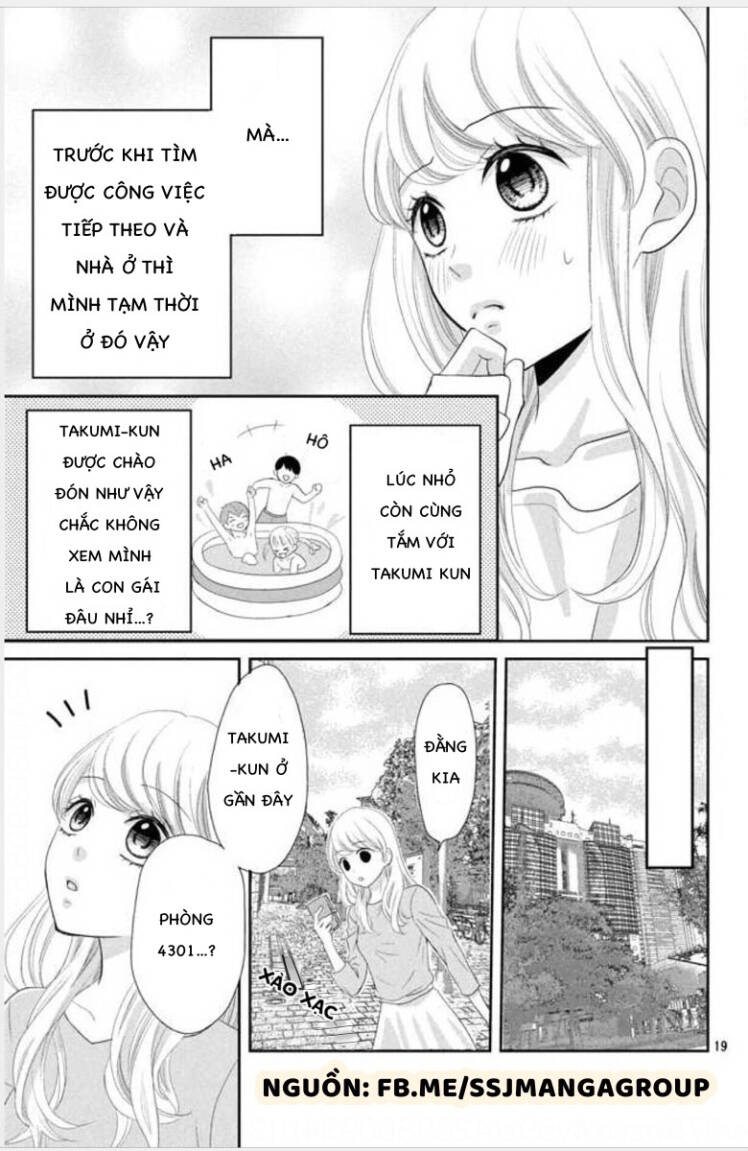 MÀ...
TRƯỚC KHI TÌM
ĐƯỢC CÔNG VIỆC
TIẾP THEO VÀ
NHÀ Ở THÌ
MÌNH TẠM THỜI
Ở ĐÓ VẬY
LÚC NHỎ
CÒN CÙNG
TẮM VỚI
TAKUMI KUN
HA
HÔ
TAKUMI-KUN
ĐƯỢC CHÀO
ĐÓN NHƯ VẬY
CHẮC KHÔNG
XEM MÌNH
LÀ CON GÁI
ĐÂU NHỈ...?
ĐẰNG
KIA
TAKUMI
-KUN Ở
GẦN ĐÂY
XÀO XẠC
PHÒNG
4301...?
19
NGUỒN: FB.ME/SSJMANGAGROUP